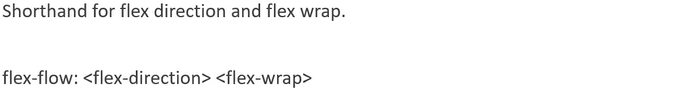 Shorthand for flex direction and flex wrap.
flex-flow: <flex-direction> <flex-wrap>